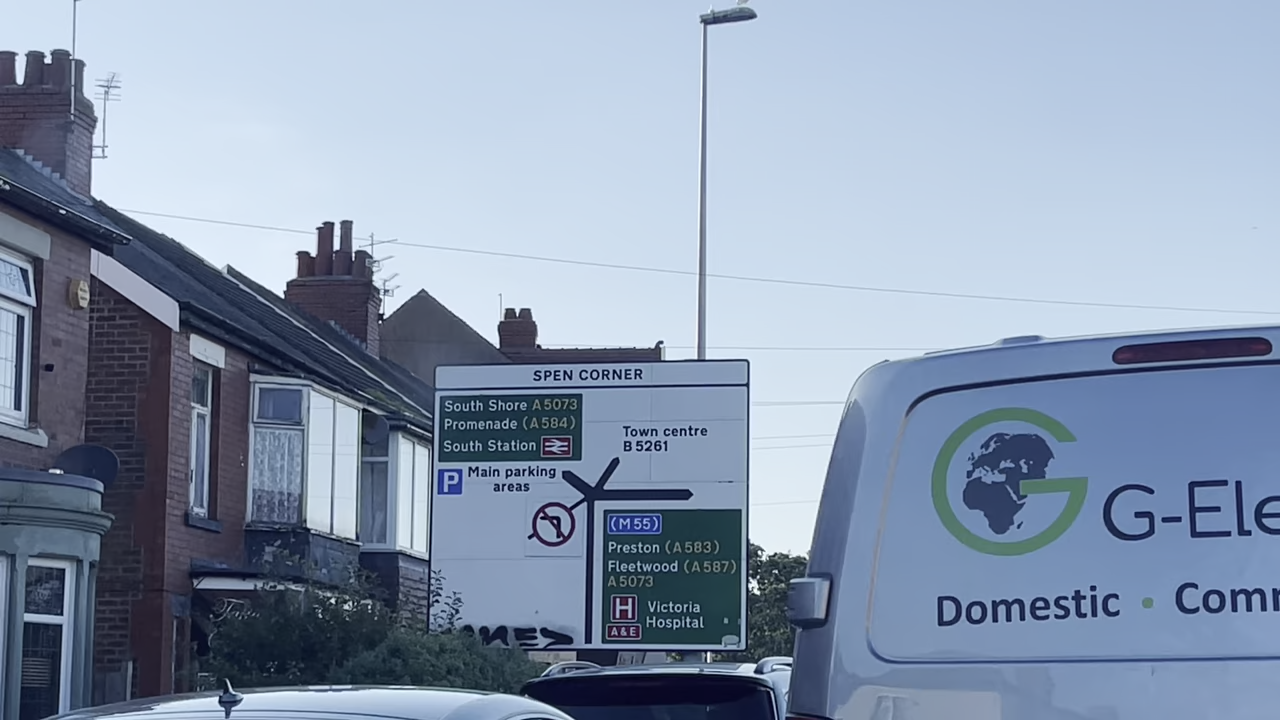 SPEN CORNER
South Shore A5073
Promenade (A584)
South Station
Town centre
B5261
P
Main parking
areas
(M55)
Preston (A583)
Fleetwood (A587)
A5073
H
A&E
Victoria
Hospital
G-Ele
Domestic • Comm